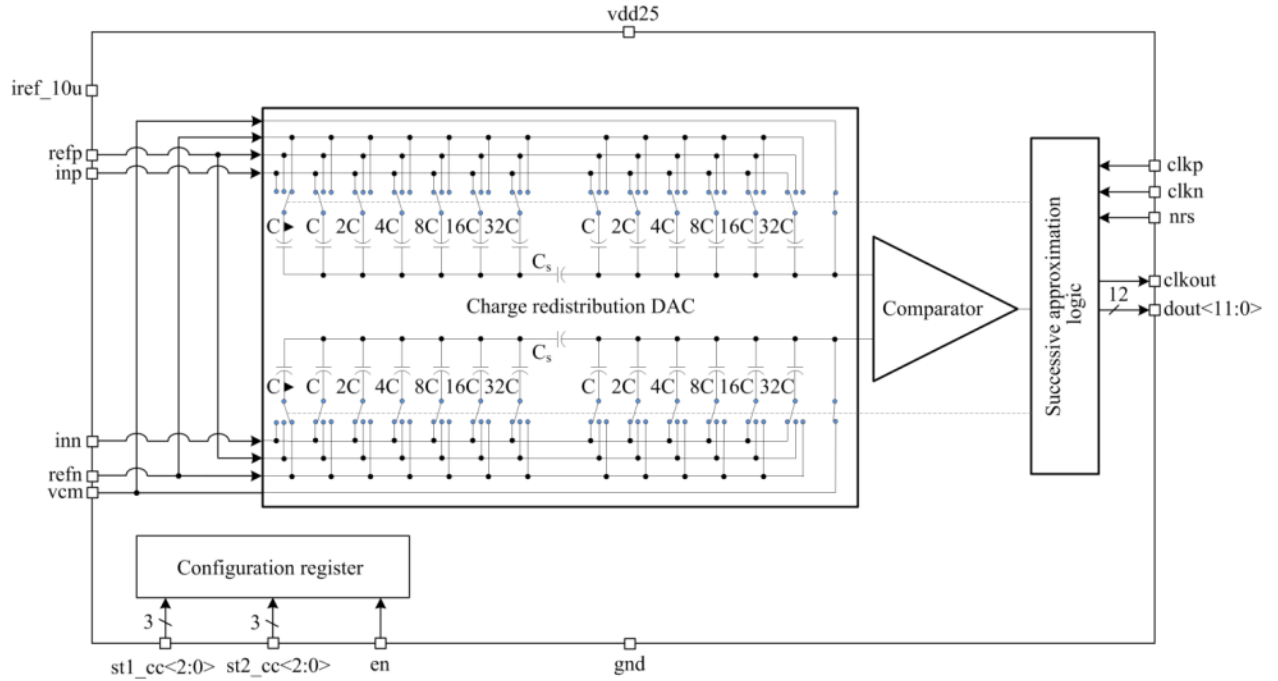 vdd25
iref_10u
refp
inp
clkp
clkn
nrs
C C 2C 4C 8C 16C 32C C 2C 4C 8C 16C 32C
Cs
clkout
12
dout<11:0>
Charge redistribution DAC
Comparator
Successive approximation
logic
Cs
C C 2C 4C 8C 16C 32C C 2C 4C 8C 16C 32C
inn
refn
vcm
Configuration register
3 3
st1_cc<2:0> st2_cc<2:0> en gnd